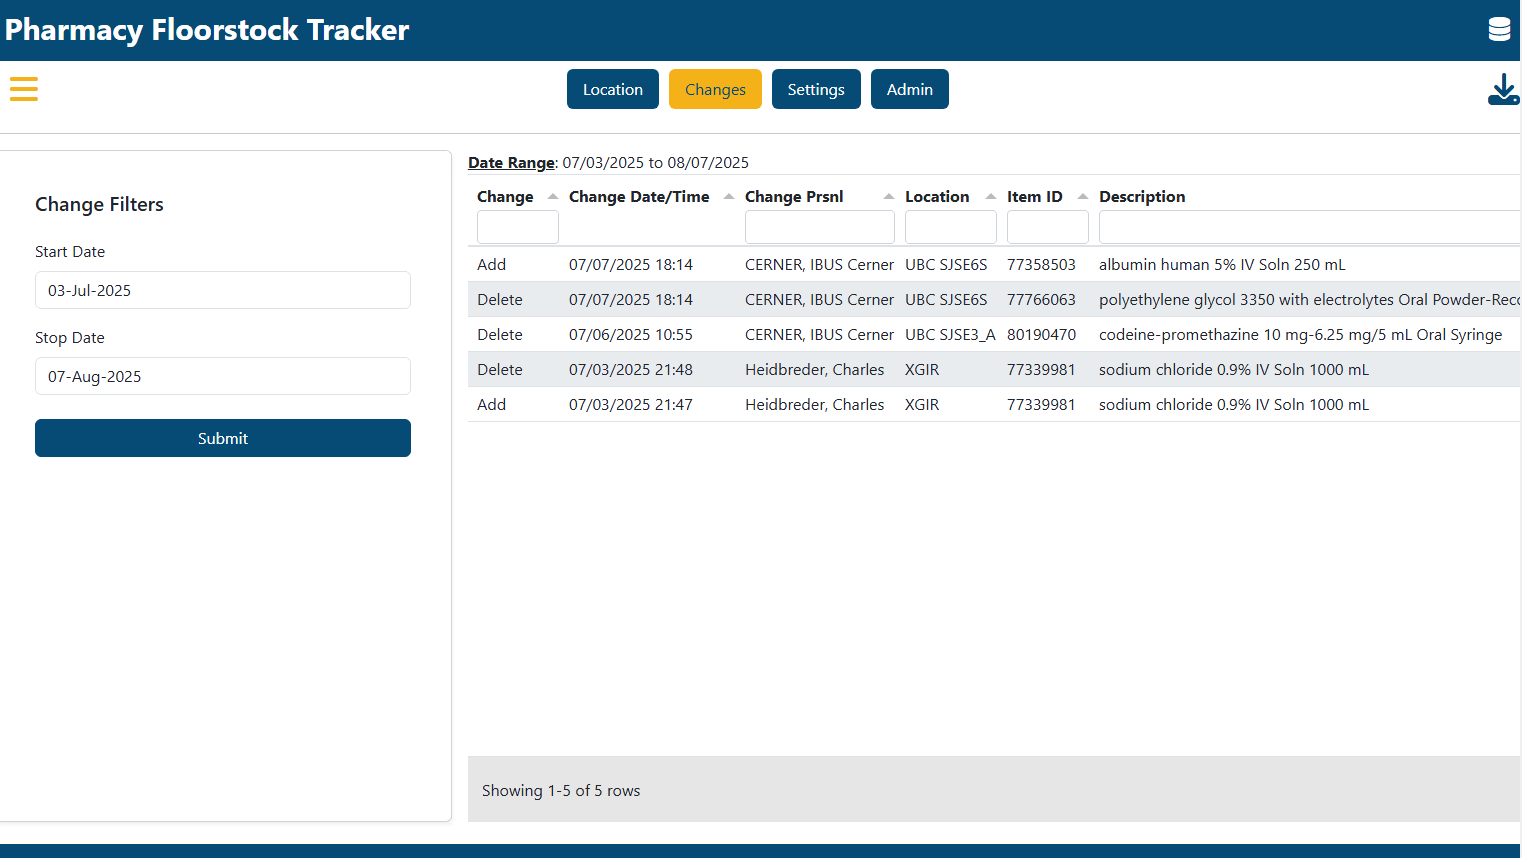 Pharmacy Floorstock Tracker
Location Changes Settings Admin
Change Filters
Start Date
03-Jul-2025
Stop Date
07-Aug-2025
Submit
Date Range: 07/03/2025 to 08/07/2025
Change Change Date/Time Change Prsnl Location Item ID Description
Add 07/07/2025 18:14 CERNER, IBUS Cerner UBC SJSE6S 77358503 albumin human 5% IV Soln 250 mL
Delete 07/07/2025 18:14 CERNER, IBUS Cerner UBC SJSE6S 77766063 polyethylene glycol 3350 with electrolytes Oral Powder-Reco
Delete 07/06/2025 10:55 CERNER, IBUS Cerner UBC SJSE3_A 80190470 codeine-promethazine 10 mg-6.25 mg/5 mL Oral Syringe
Delete 07/03/2025 21:48 Heidbreder, Charles XGIR 77339981 sodium chloride 0.9% IV Soln 1000 mL
Add 07/03/2025 21:47 Heidbreder, Charles XGIR 77339981 sodium chloride 0.9% IV Soln 1000 mL
Showing 1-5 of 5 rows